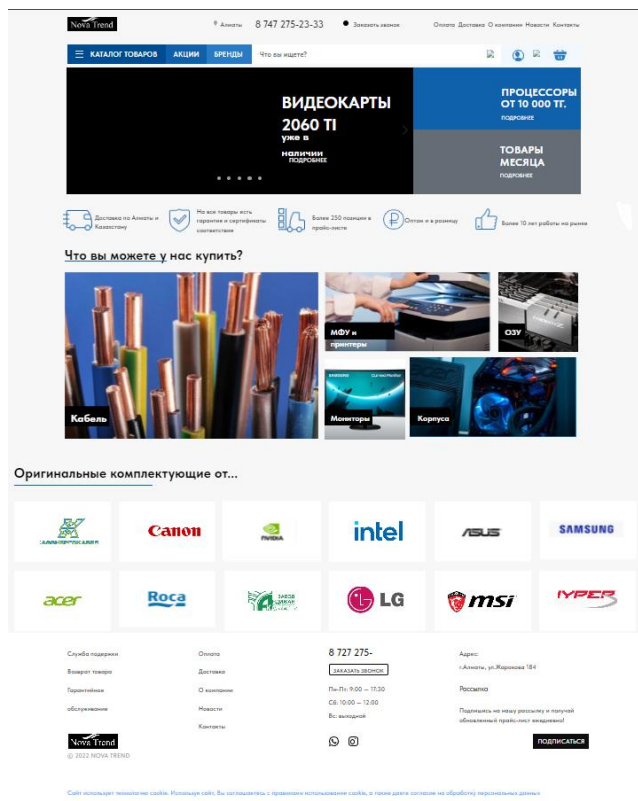 Nova Trend
Алматы
8 747 275-23-33
Заказать звонок
Оплата Доставка О компании Новости Контакты
КАТАЛОГ ТОВАРОВ
АКЦИИ
БРЕНДЫ
Что вы ищете?
ВИДЕОКАРТЫ
2060 TI
уже в
наличии
ПОДРОБНЕЕ
ПРОЦЕССОРЫ
ОТ 10 000 ТГ.
ПОДРОБНЕЕ
ТОВАРЫ
МЕСЯЦА
ПОДРОБНЕЕ
Доставка по Алматы и
Казахстану
На все товары есть
гарантия и сертификаты
соответствия
Более 250 позиций в
прайс-листе
Оптом и в розницу
Более 10 лет работы на рынке
Что вы можете у нас купить?
Кабель
МФУ и
принтеры
ОЗУ
SAMSUNG
Curved Monitor
Мониторы
Корпуса
Оригинальные комплектующие от...
Canon
NVIDIA
intel
ASUS
SAMSUNG
acer
Roca
ЗАВОД
LG
msi
Служба поддержки
Возврат товара
Гарантийное
обслуживание
Nova Trend
© 2022 NOVA TREND
Оплата
Доставка
О компании
Новости
Контакты
8 727 275-
ЗАКАЗАТЬ ЗВОНОК
Пн-Пт: 9:00 — 17:30
Сб: 10:00 — 12:00
Вс: выходной
Адрес:
г.Алматы, ул.Жарокова 184
Рассылка
Подпишись на нашу рассылку и получай
обновленный прайс-лист ежедневно!
ПОДПИСАТЬСЯ
Сайт использует технологию cookie. Используя сайт, Вы соглашаетесь с правилами использования cookie, а также даете согласие на обработку персональных данных